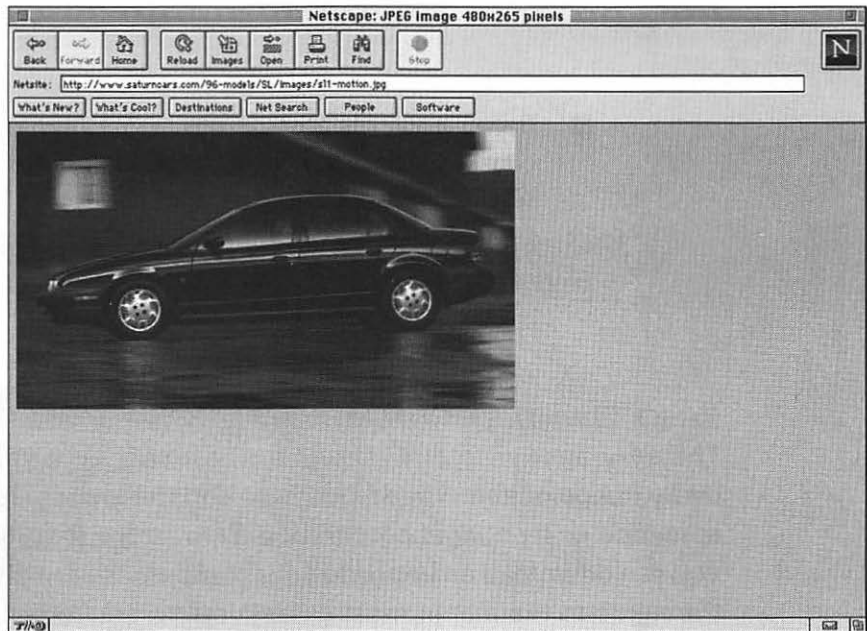 Netscape: JPEG image 480x265 pixels
Back Forward Home Reload Images Open Print Find Stop
N
Netsite: http://www.saturncars.com/96-models/SL/images/sl1-motion.jpg
What's New? What's Cool? Destinations Net Search People Software